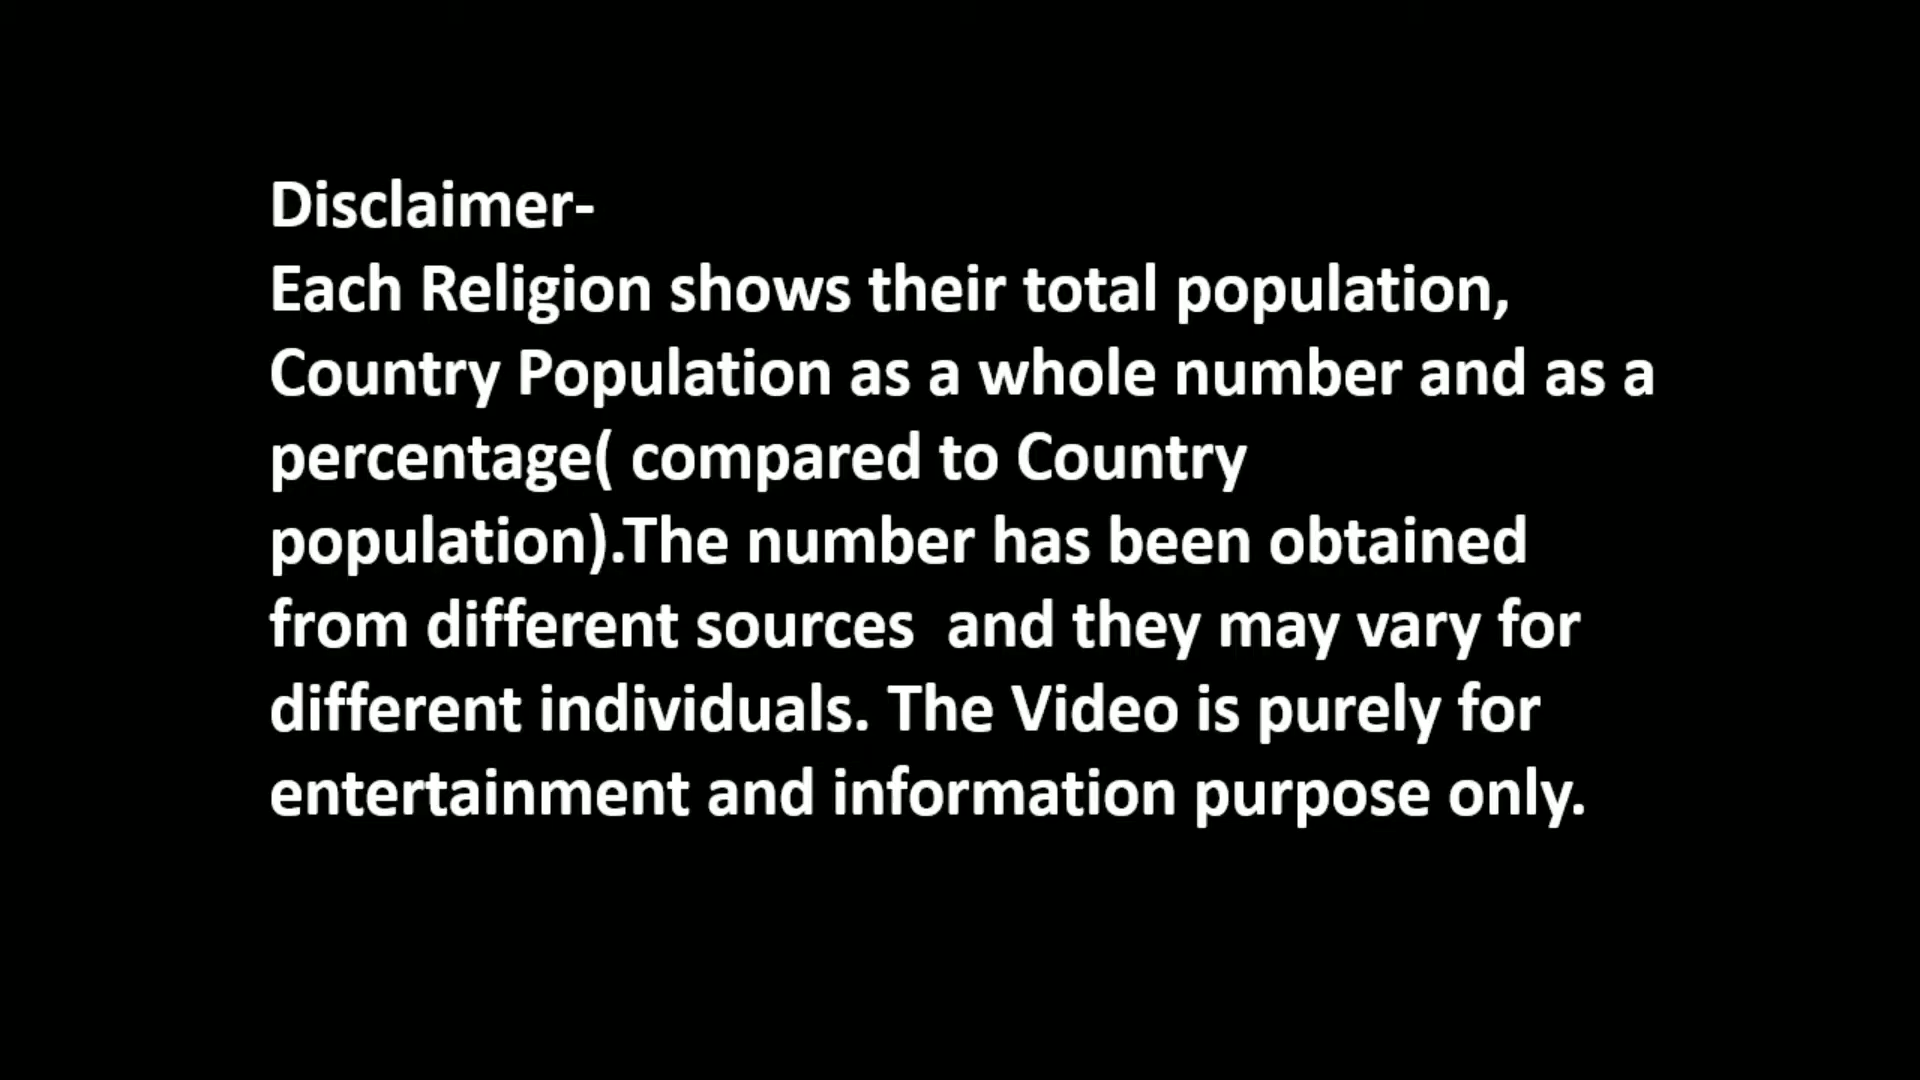 Disclaimer-
Each Religion shows their total population,
Country Population as a whole number and as a
percentage( compared to Country
population).The number has been obtained
from different sources  and they may vary for
different individuals. The Video is purely for
entertainment and information purpose only.